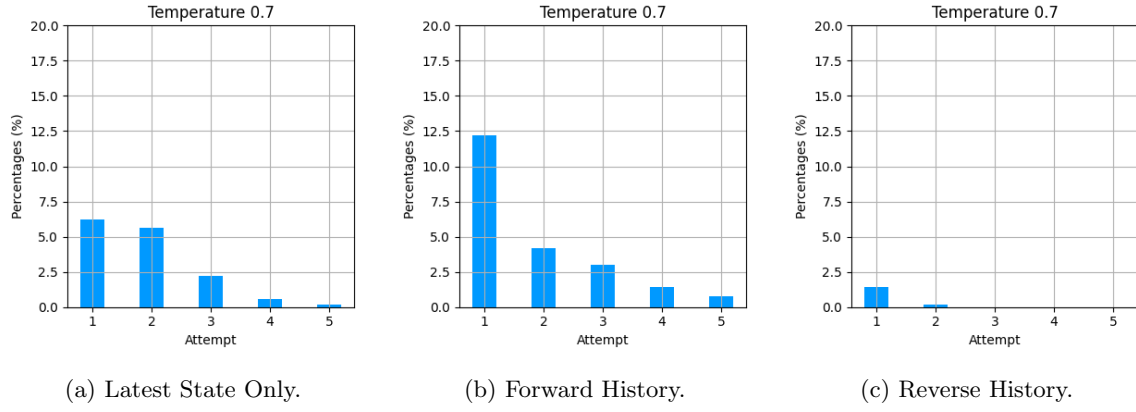 Temperature 0.7
20.0
17.5
15.0
12.5
10.0
7.5
5.0
2.5
0.0
Percentages (%)
1 2 3 4 5
Attempt
(a) Latest State Only.
Temperature 0.7
20.0
17.5
15.0
12.5
10.0
7.5
5.0
2.5
0.0
Percentages (%)
1 2 3 4 5
Attempt
(b) Forward History.
Temperature 0.7
20.0
17.5
15.0
12.5
10.0
7.5
5.0
2.5
0.0
Percentages (%)
1 2 3 4 5
Attempt
(c) Reverse History.